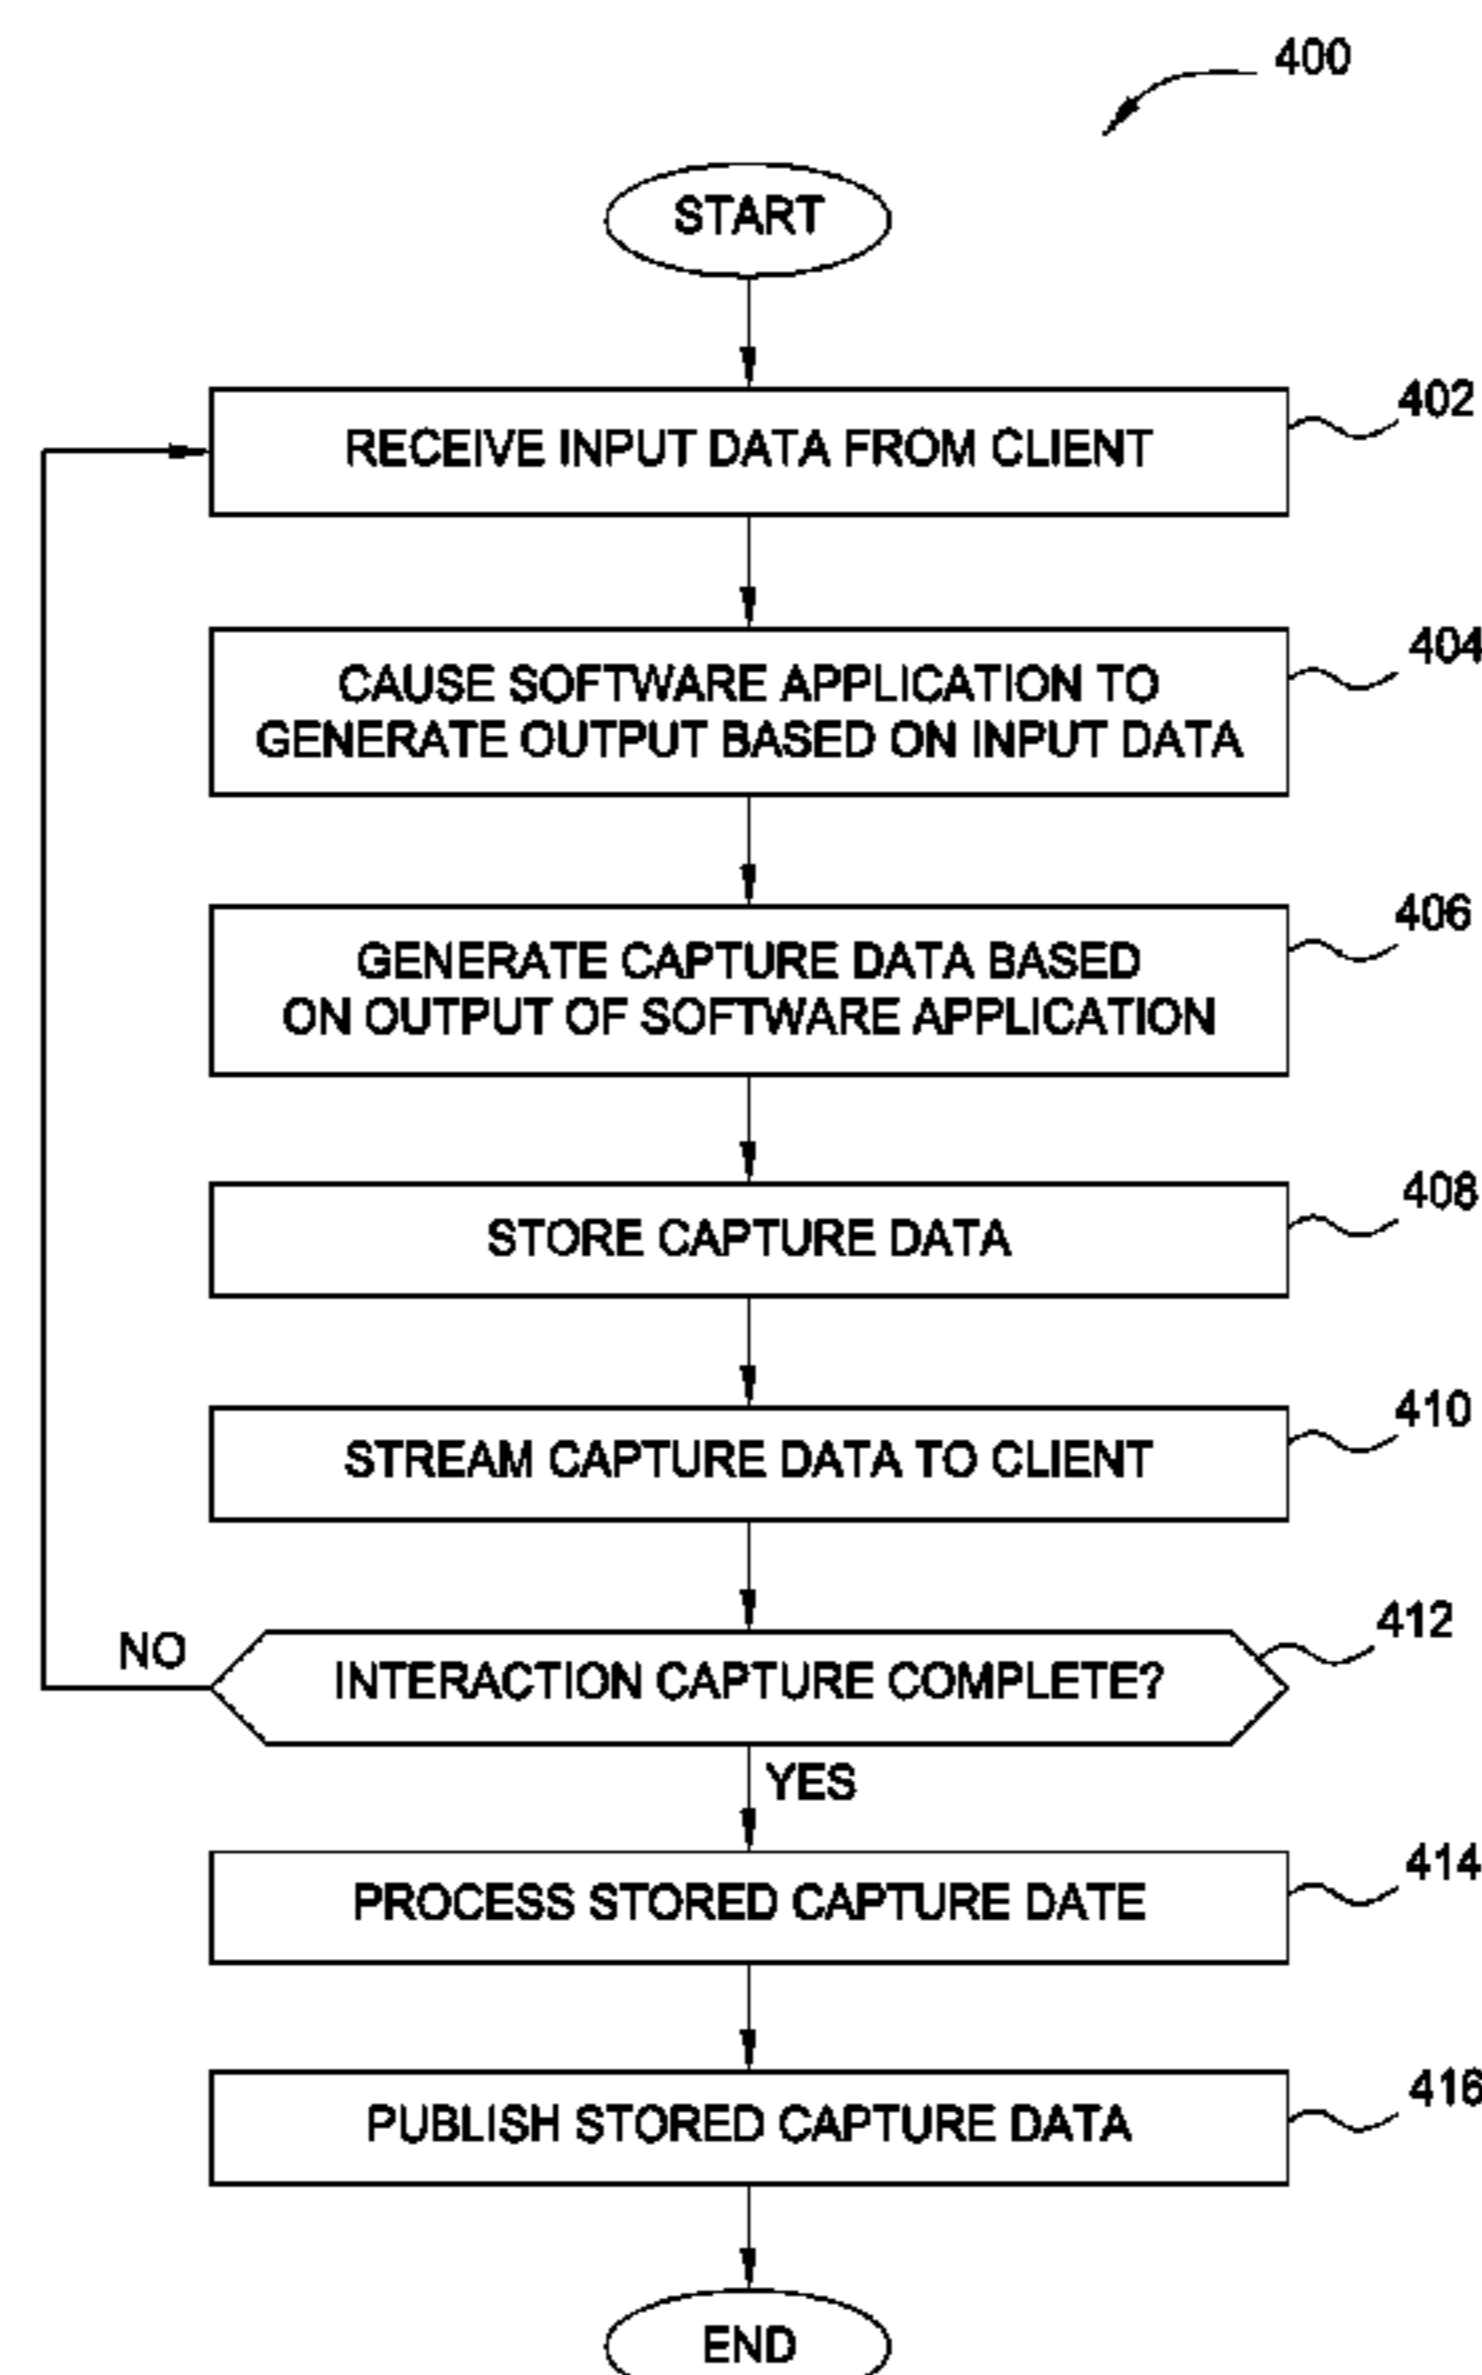 400
START
RECEIVE INPUT DATA FROM CLIENT
402
CAUSE SOFTWARE APPLICATION TO
GENERATE OUTPUT BASED ON INPUT DATA
404
GENERATE CAPTURE DATA BASED
ON OUTPUT OF SOFTWARE APPLICATION
406
STORE CAPTURE DATA
408
STREAM CAPTURE DATA TO CLIENT
410
NO
INTERACTION CAPTURE COMPLETE?
412
YES
PROCESS STORED CAPTURE DATE
414
PUBLISH STORED CAPTURE DATA
416
END